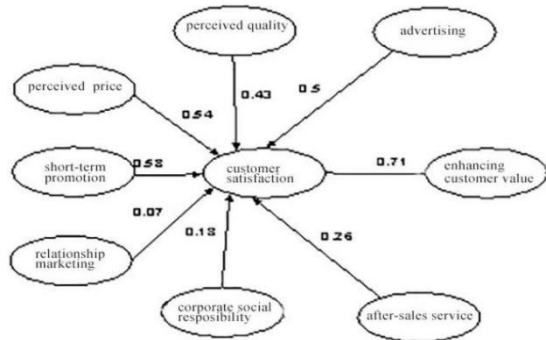 perceived quality
advertising
perceived price
0.43
0.5
0.54
short-term
promotion
0.58
customer
satisfaction
0.71
enhancing
customer value
0.07
relationship
marketing
0.18
0.26
corporate social
resposibility
after-sales service